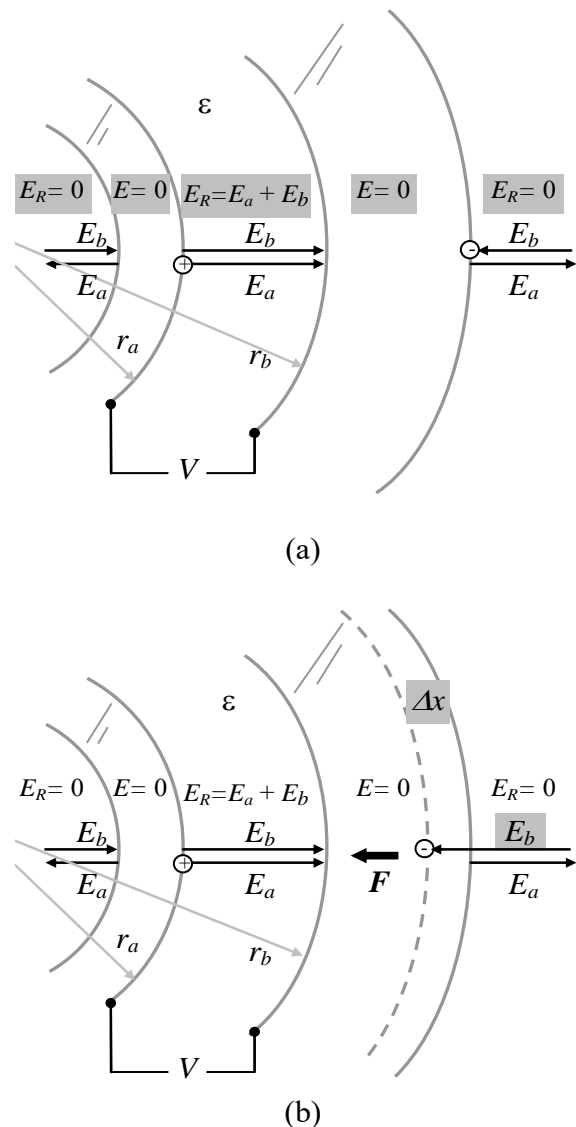 ε
E_R= 0 E= 0 E_R=E_a + E_b E= 0 E_R= 0
E_b E_b - E_b
E_a + E_a E_a
r_a r_b
V
(a)
Δx
ε
E_R= 0 E= 0 E_R=E_a + E_b E= 0 E_R= 0
E_b E_b - E_b
E_a + E_a F E_a
r_a r_b
V
(b)